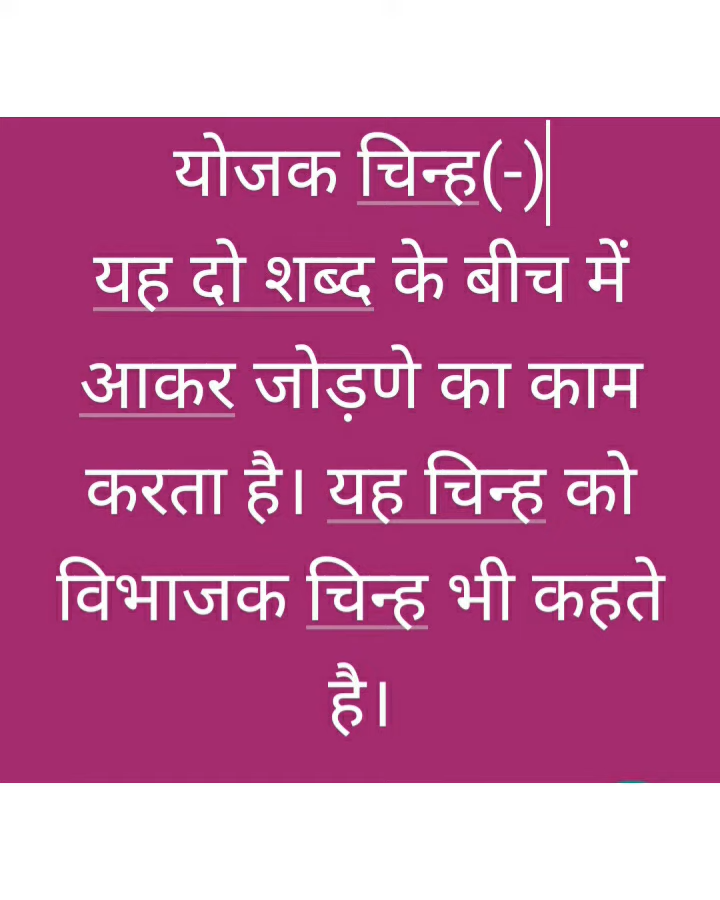 योजक चिन्ह(-)
यह दो शब्द के बीच में
आकर जोड़णे का काम
करता है। यह चिन्ह को
विभाजक चिन्ह भी कहते
है।